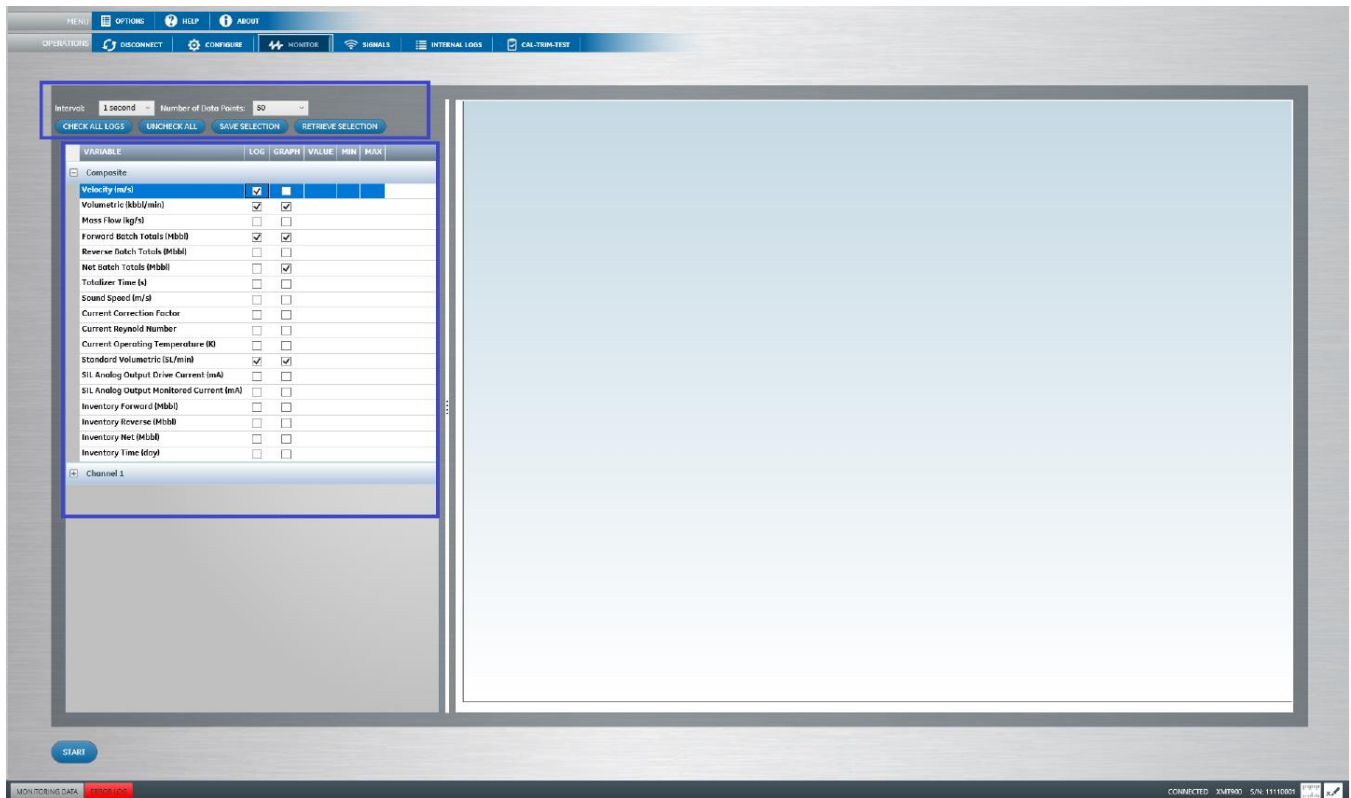 MENU OPTIONS HELP ABOUT
OPERATIONS DISCONNECT CONFIGURE MONITOR SIGNALS INTERNAL LOGS CAL-TRIM-TEST
Interval: 1 second Number of Data Points: 50
CHECK ALL LOGS UNCHECK ALL SAVE SELECTION RETRIEVE SELECTION
VARIABLE LOG GRAPH VALUE MIN MAX
Composite
Velocity (m/s)
Volumetric (kbbl/min)
Mass Flow (kg/s)
Forward Batch Totals (Mbbl)
Reverse Batch Totals (Mbbl)
Net Batch Totals (Mbbl)
Totalizer Time (s)
Sound Speed (m/s)
Current Correction Factor
Current Reynold Number
Current Operating Temperature (K)
Standard Volumetric (SL/min)
SIL Analog Output Drive Current (mA)
SIL Analog Output Monitored Current (mA)
Inventory Forward (Mbbl)
Inventory Reverse (Mbbl)
Inventory Net (Mbbl)
Inventory Time (day)
Channel 1
START
MONITORING DATA ERROR LOG CONNECTED XMT900 S/N: 11110001